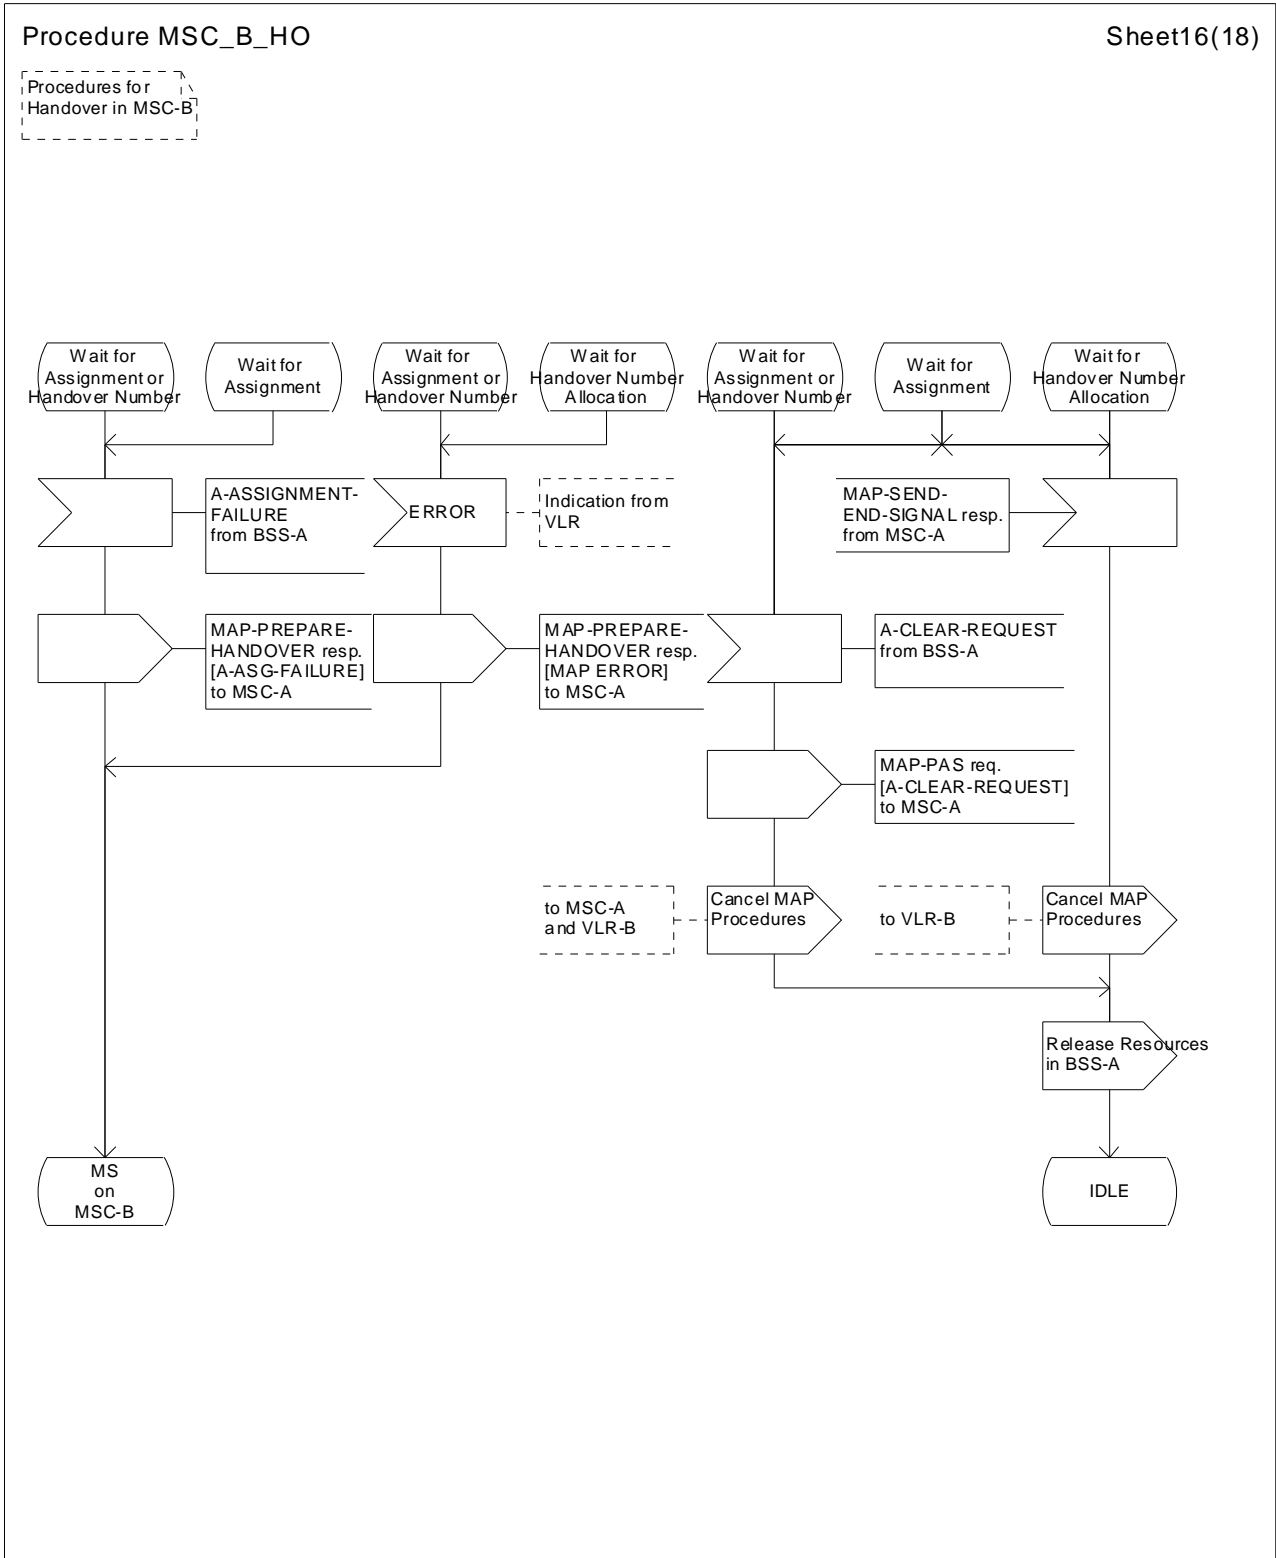 Procedure MSC_B_HO
Sheet16(18)
Procedures for
Handover in MSC-B
Wait for
Assignment or
Handover Number
Wait for
Assignment
Wait for
Assignment or
Handover Number
Wait for
Handover Number
Allocation
Wait for
Assignment or
Handover Number
Wait for
Assignment
Wait for
Handover Number
Allocation
A-ASSIGNMENT-
FAILURE
from BSS-A
ERROR
Indication from
VLR
MAP-SEND-
END-SIGNAL resp.
from MSC-A
MAP-PREPARE-
HANDOVER resp.
[A-ASG-FAILURE]
to MSC-A
MAP-PREPARE-
HANDOVER resp.
[MAP ERROR]
to MSC-A
A-CLEAR-REQUEST
from BSS-A
MAP-PAS req.
[A-CLEAR-REQUEST]
to MSC-A
to MSC-A
and VLR-B
Cancel MAP
Procedures
to VLR-B
Cancel MAP
Procedures
Release Resources
in BSS-A
MS
on
MSC-B
IDLE